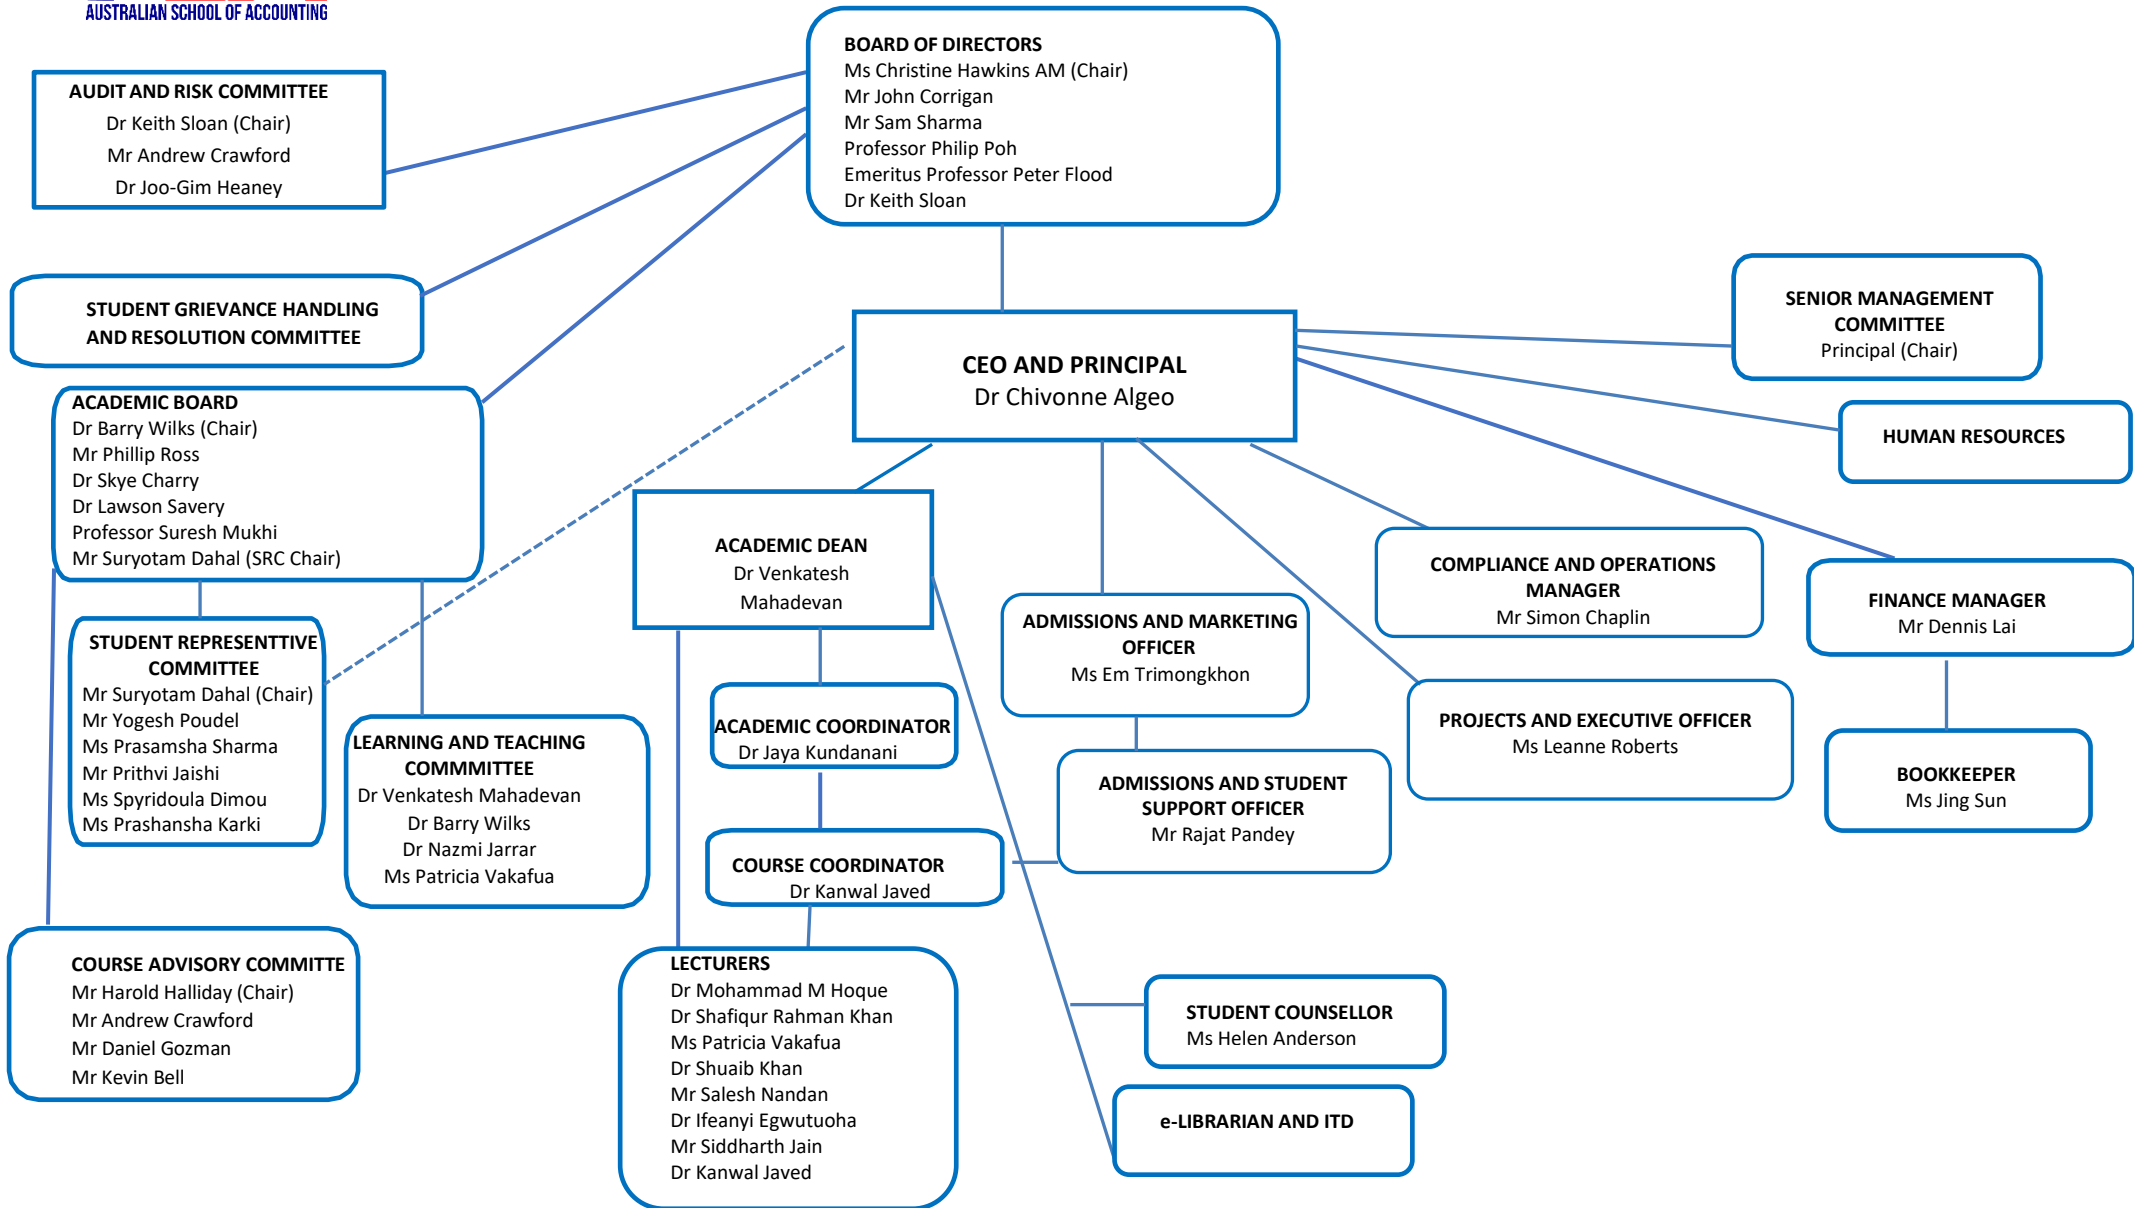 AUSTRALIAN SCHOOL OF ACCOUNTING
BOARD OF DIRECTORS
Ms Christine Hawkins AM (Chair)
Mr John Corrigan
Mr Sam Sharma
Professor Philip Poh
Emeritus Professor Peter Flood
Dr Keith Sloan
AUDIT AND RISK COMMITTEE
Dr Keith Sloan (Chair)
Mr Andrew Crawford
Dr Joo-Gim Heaney
STUDENT GRIEVANCE HANDLING
AND RESOLUTION COMMITTEE
SENIOR MANAGEMENT
COMMITTEE
Principal (Chair)
CEO AND PRINCIPAL
Dr Chivonne Algeo
HUMAN RESOURCES
ACADEMIC BOARD
Dr Barry Wilks (Chair)
Mr Phillip Ross
Dr Skye Charry
Dr Lawson Savery
Professor Suresh Mukhi
Mr Suryotam Dahal (SRC Chair)
ACADEMIC DEAN
Dr Venkatesh
Mahadevan
COMPLIANCE AND OPERATIONS
MANAGER
Mr Simon Chaplin
FINANCE MANAGER
Mr Dennis Lai
ADMISSIONS AND MARKETING
OFFICER
Ms Em Trimongkhon
STUDENT REPRESENTTIVE
COMMITTEE
Mr Suryotam Dahal (Chair)
Mr Yogesh Poudel
Ms Prasamsha Sharma
Mr Prithvi Jaishi
Ms Spyridoula Dimou
Ms Prashansha Karki
LEARNING AND TEACHING
COMMMITTEE
Dr Venkatesh Mahadevan
Dr Barry Wilks
Dr Nazmi Jarrar
Ms Patricia Vakafua
ACADEMIC COORDINATOR
Dr Jaya Kundanani
PROJECTS AND EXECUTIVE OFFICER
Ms Leanne Roberts
ADMISSIONS AND STUDENT
SUPPORT OFFICER
Mr Rajat Pandey
BOOKKEEPER
Ms Jing Sun
COURSE COORDINATOR
Dr Kanwal Javed
COURSE ADVISORY COMMITTE
Mr Harold Halliday (Chair)
Mr Andrew Crawford
Mr Daniel Gozman
Mr Kevin Bell
LECTURERS
Dr Mohammad M Hoque
Dr Shafiqur Rahman Khan
Ms Patricia Vakafua
Dr Shuaib Khan
Mr Salesh Nandan
Dr Ifeanyi Egwutuoha
Mr Siddharth Jain
Dr Kanwal Javed
STUDENT COUNSELLOR
Ms Helen Anderson
e-LIBRARIAN AND ITD